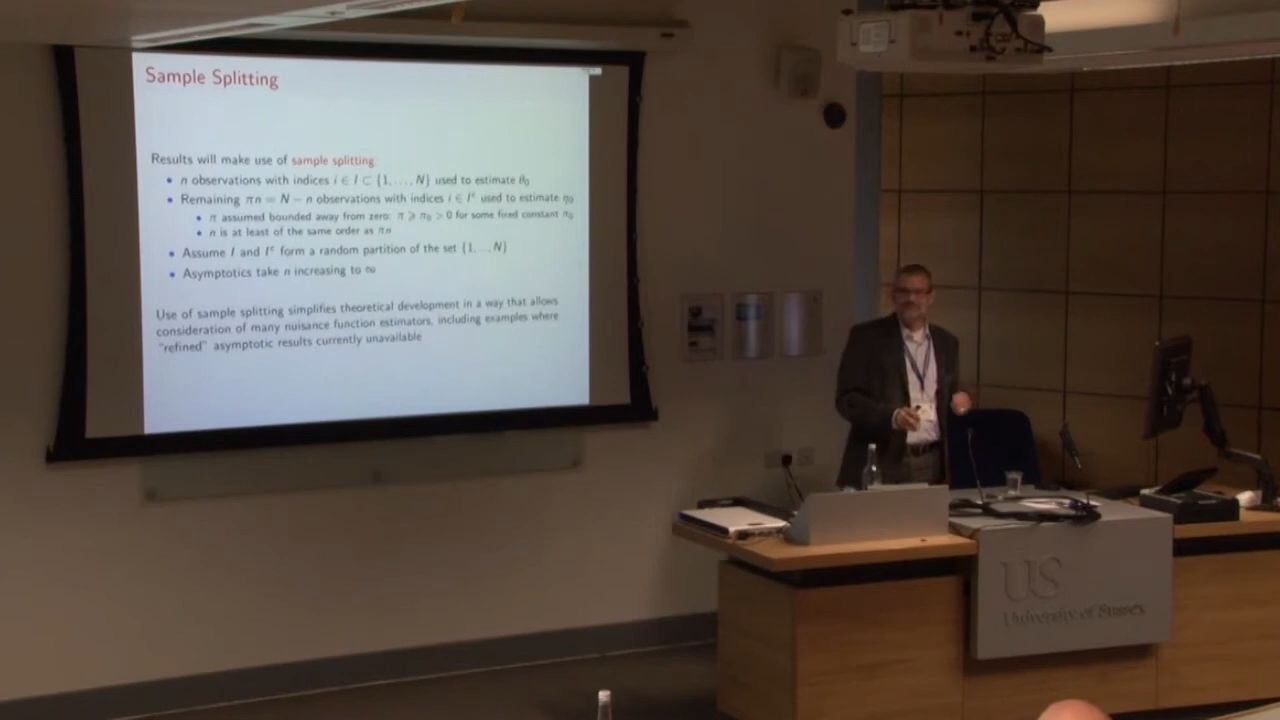 Sample Splitting
Results will make use of sample splitting
• n observations with indices i ∈ I ⊂ {1, ..., N} used to estimate θ₀
• Remaining πn = N − n observations with indices i ∈ Iᶜ used to estimate η₀
• π assumed bounded away from zero: π ⩾ π₀ > 0 for some fixed constant π₀
• n is at least of the same order as πn
• Assume I and Iᶜ form a random partition of the set {1, ..., N}
• Asymptotics take n increasing to ∞
Use of sample splitting simplifies theoretical development in a way that allows
consideration of many nuisance function estimators, including examples where
"refined" asymptotic results currently unavailable
US
University of Sussex